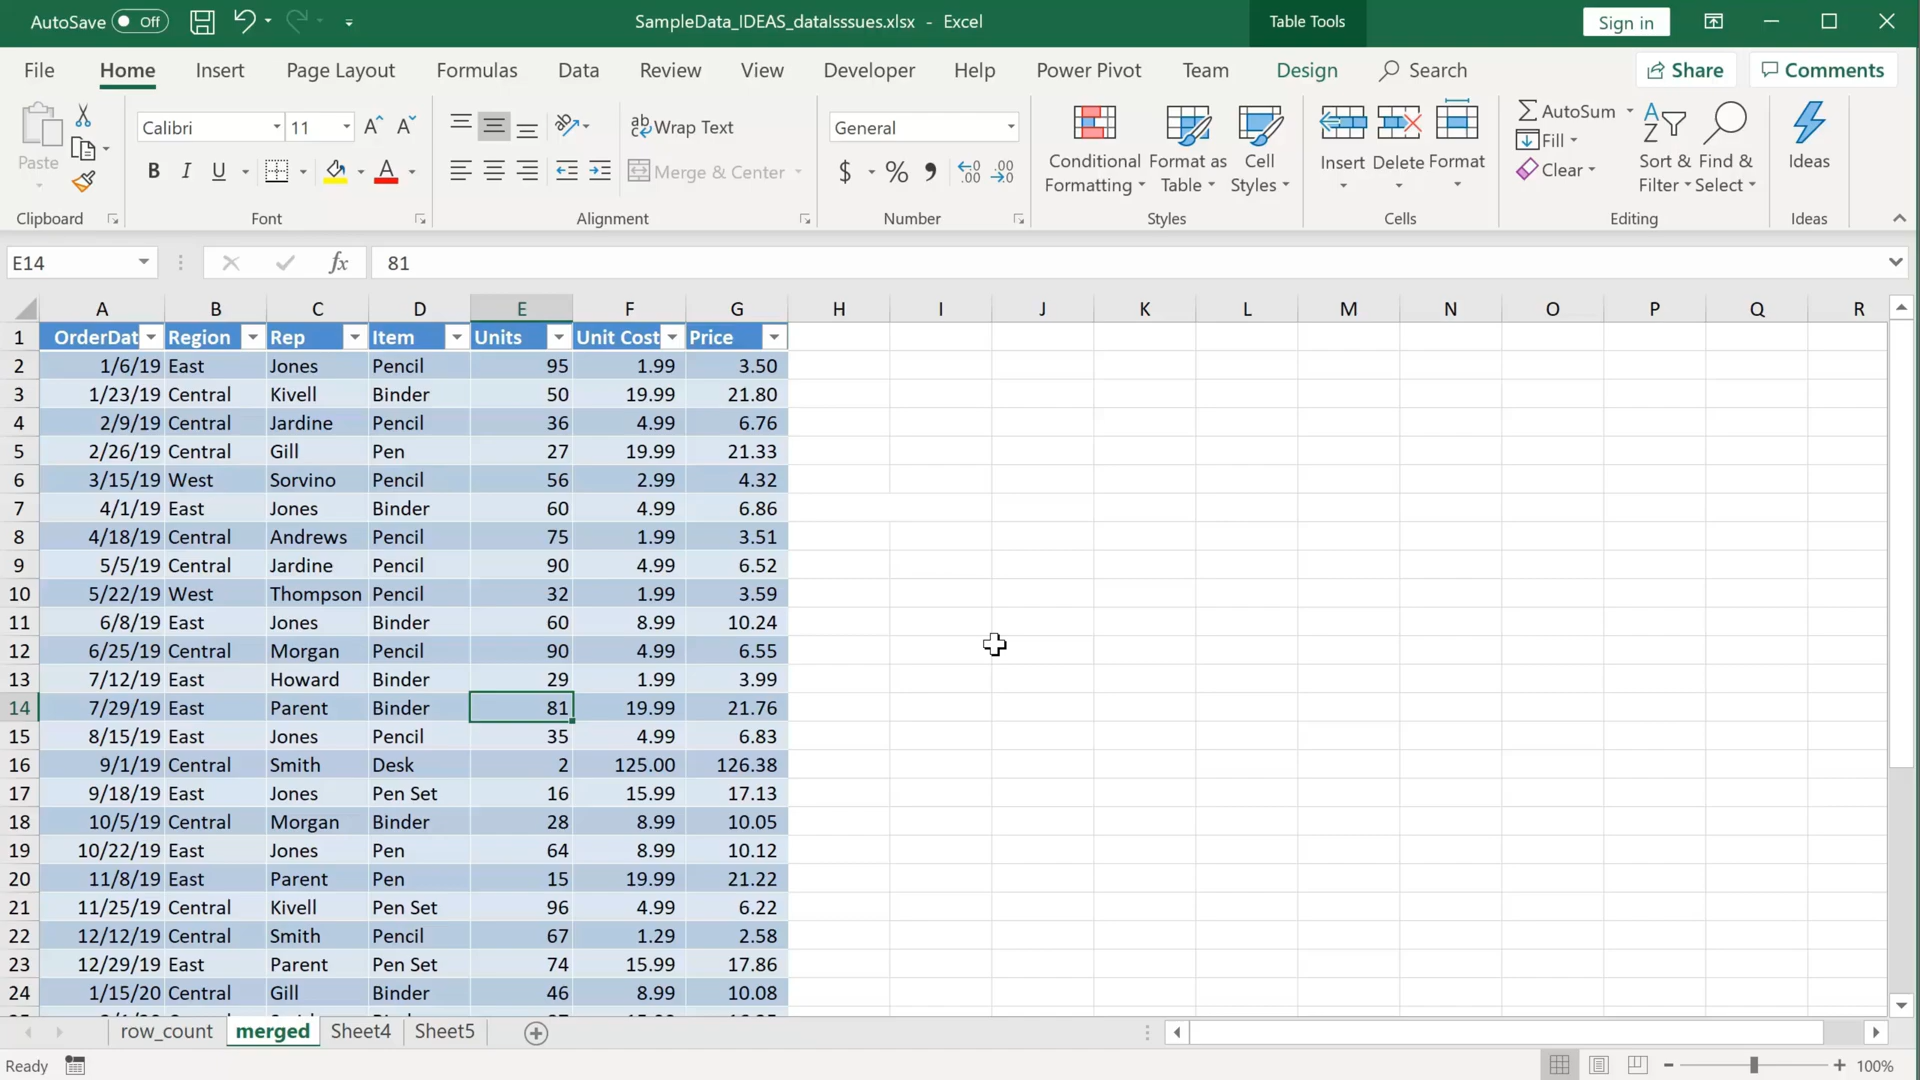 AutoSave Off SampleData_IDEAS_dataIsssues.xlsx - Excel Table Tools Sign in
File Home Insert Page Layout Formulas Data Review View Developer Help Power Pivot Team Design Search Share Comments
Paste
Clipboard
Calibri 11
B I U
Font
Wrap Text
Merge & Center
Alignment
General
$ % , .00
Number
Conditional Formatting
Format as Table
Cell Styles
Styles
Insert Delete Format
Cells
AutoSum
Fill
Clear
Sort & Filter
Find & Select
Editing
Ideas
Ideas
E14 fx 81
A B C D E F G H I J K L M N O P Q R
1 OrderDat Region Rep Item Units Unit Cost Price
2 1/6/19 East Jones Pencil 95 1.99 3.50
3 1/23/19 Central Kivell Binder 50 19.99 21.80
4 2/9/19 Central Jardine Pencil 36 4.99 6.76
5 2/26/19 Central Gill Pen 27 19.99 21.33
6 3/15/19 West Sorvino Pencil 56 2.99 4.32
7 4/1/19 East Jones Binder 60 4.99 6.86
8 4/18/19 Central Andrews Pencil 75 1.99 3.51
9 5/5/19 Central Jardine Pencil 90 4.99 6.52
10 5/22/19 West Thompson Pencil 32 1.99 3.59
11 6/8/19 East Jones Binder 60 8.99 10.24
12 6/25/19 Central Morgan Pencil 90 4.99 6.55
13 7/12/19 East Howard Binder 29 1.99 3.99
14 7/29/19 East Parent Binder 81 19.99 21.76
15 8/15/19 East Jones Pencil 35 4.99 6.83
16 9/1/19 Central Smith Desk 2 125.00 126.38
17 9/18/19 East Jones Pen Set 16 15.99 17.13
18 10/5/19 Central Morgan Binder 28 8.99 10.05
19 10/22/19 East Jones Pen 64 8.99 10.12
20 11/8/19 East Parent Pen 15 19.99 21.22
21 11/25/19 Central Kivell Pen Set 96 4.99 6.22
22 12/12/19 Central Smith Pencil 67 1.29 2.58
23 12/29/19 East Parent Pen Set 74 15.99 17.86
24 1/15/20 Central Gill Binder 46 8.99 10.08
row_count merged Sheet4 Sheet5
Ready 100%